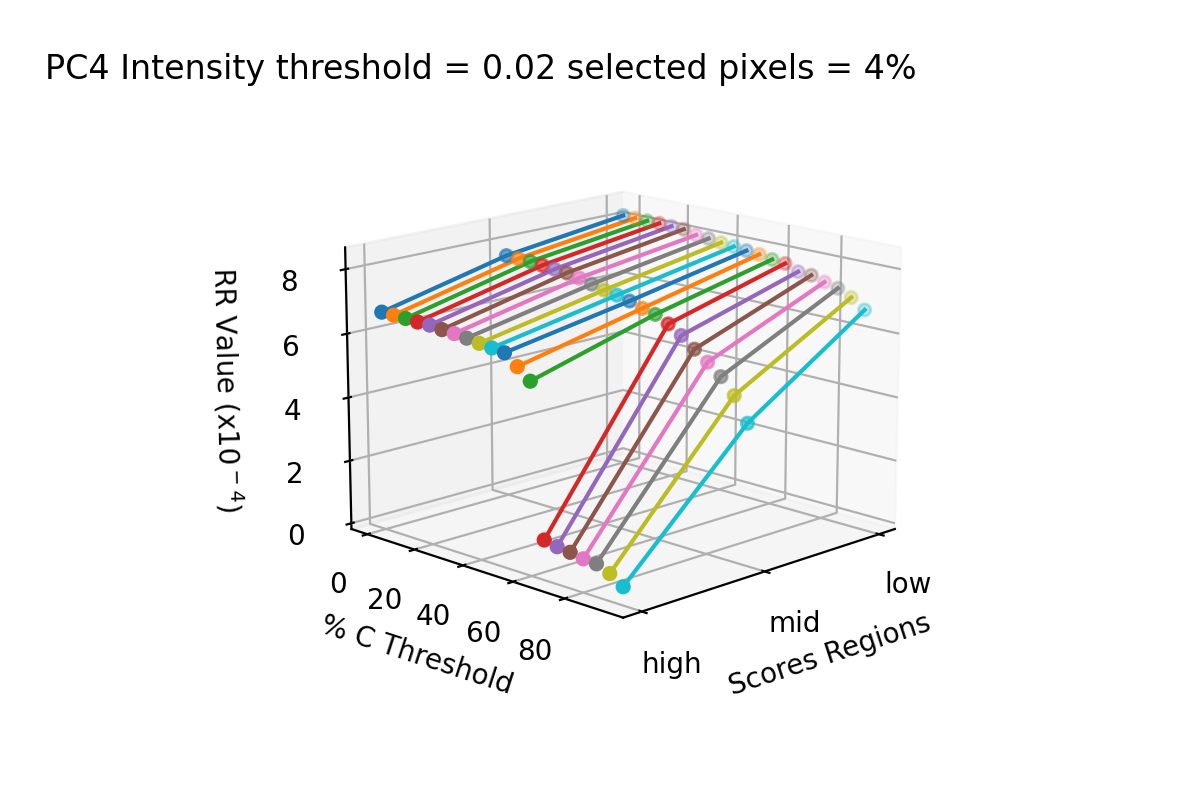 PC4 Intensity threshold = 0.02 selected pixels = 4%
8
6
4
2
0
RR Value (x10⁻⁴)
0
20
40
60
80
% C Threshold
high
mid
low
Scores Regions